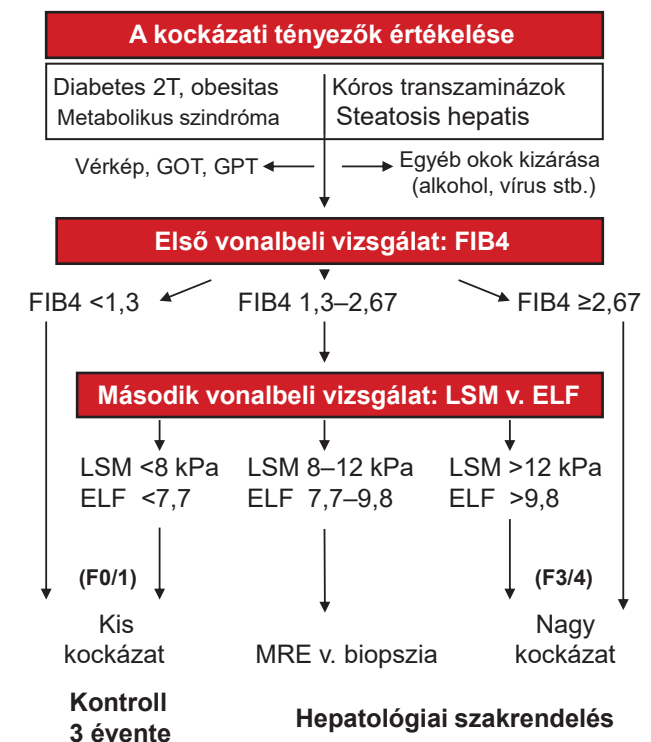 A kockázati tényezők értékelése
Diabetes 2T, obesitas
Metabolikus szindróma
Kóros transzaminázok
Steatosis hepatis
Vérkép, GOT, GPT
Egyéb okok kizárása
(alkohol, vírus stb.)
Első vonalbeli vizsgálat: FIB4
FIB4 <1,3
FIB4 1,3–2,67
FIB4 ≥2,67
Második vonalbeli vizsgálat: LSM v. ELF
LSM <8 kPa
ELF <7,7
LSM 8–12 kPa
ELF 7,7–9,8
LSM >12 kPa
ELF >9,8
(F0/1)
(F3/4)
Kis
kockázat
MRE v. biopszia
Nagy
kockázat
Kontroll
3 évente
Hepatológiai szakrendelés